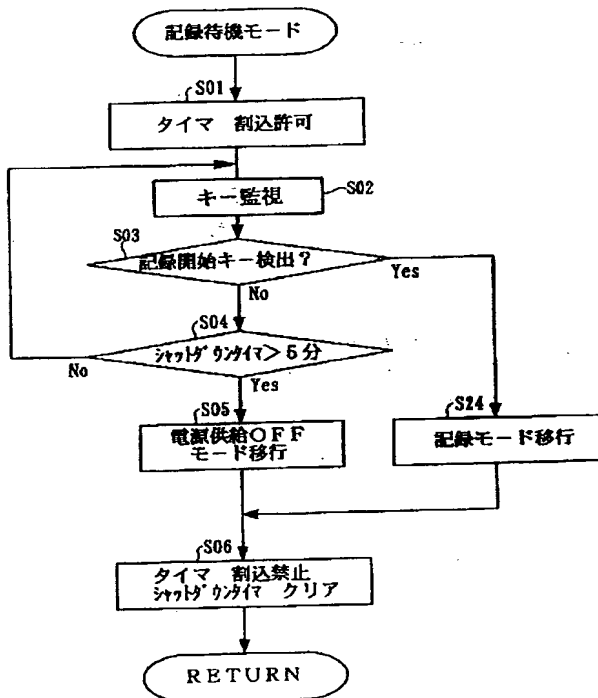 記録待機モード
S01
タイマ 割込許可
キー監視
S02
S03
記録開始キー検出?
Yes
No
S04
シャットダウンタイマ>5分
No
Yes
S05
電源供給OFF
モード移行
S24
記録モード移行
S06
タイマ 割込禁止
シャットダウンタイマ クリア
RETURN